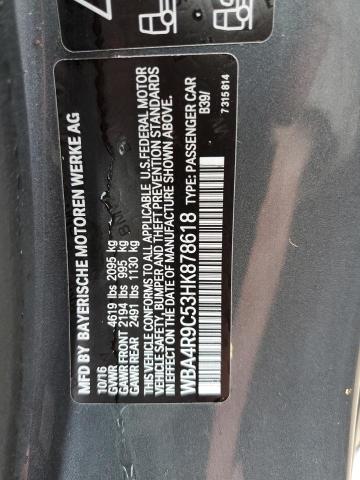 MFD BY BAYERISCHE MOTOREN WERKE AG
10/16
GVWR 4619 lbs 2095 kg
GAWR FRONT 2194 lbs 995 kg
GAWR REAR 2491 lbs 1130 kg
THIS VEHICLE CONFORMS TO ALL APPLICABLE U.S.FEDERAL MOTOR
VEHICLE SAFETY, BUMPER AND THEFT PREVENTION STANDARDS
IN EFFECT ON THE DATE OF MANUFACTURE SHOWN ABOVE.
WBA4R9C53HK878618 TYPE: PASSENGER CAR
B39/
7 315 814